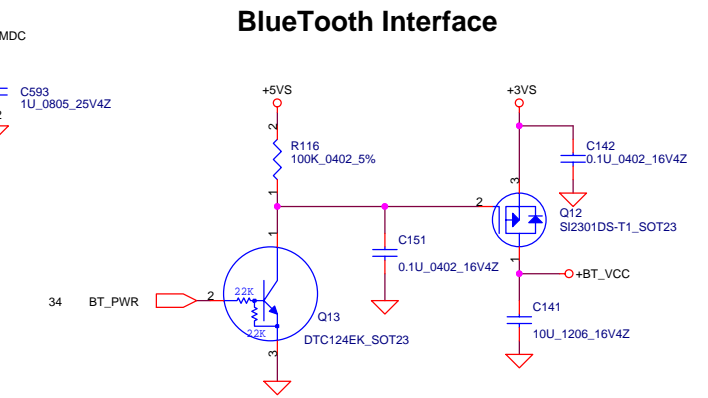 BlueTooth Interface
MDC
C593
1U_0805_25V4Z
2
+5VS
+3VS
2
R116
100K_0402_5%
1
C142
0.1U_0402_16V4Z
3
2
Q12
SI2301DS-T1_SOT23
1
C151
0.1U_0402_16V4Z
1
+BT_VCC
34 BT_PWR
2
22K
22K
Q13
DTC124EK_SOT23
3
C141
10U_1206_16V4Z